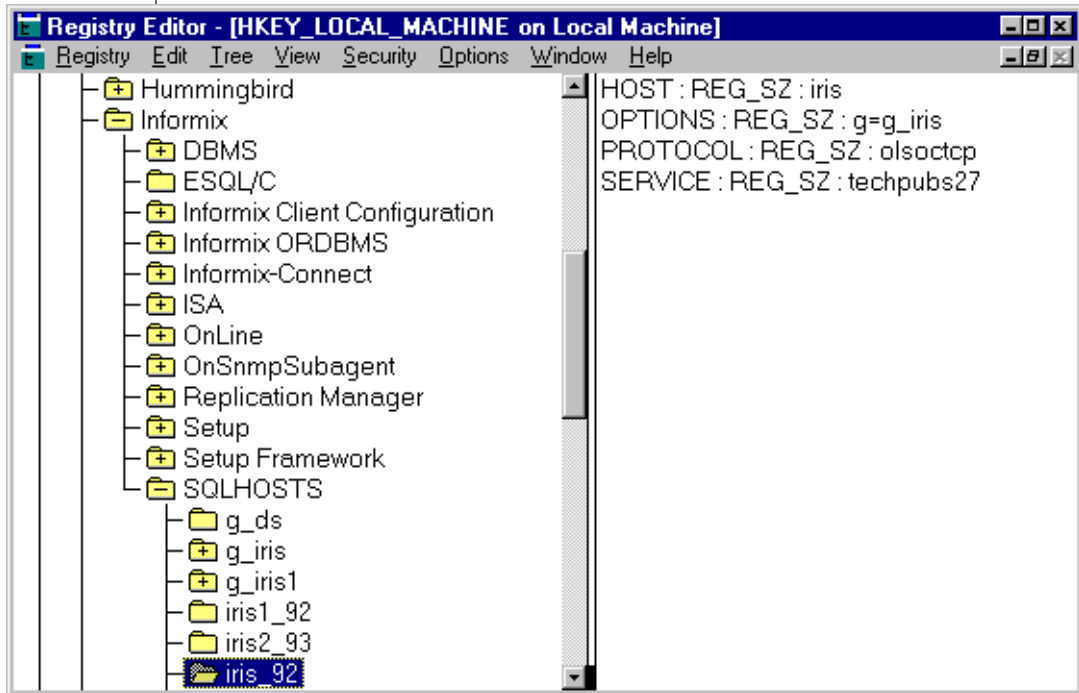 Registry Editor - [HKEY_LOCAL_MACHINE on Local Machine]
Registry Edit Tree View Security Options Window Help
Hummingbird
Informix
DBMS
ESQL/C
Informix Client Configuration
Informix ORDBMS
Informix-Connect
ISA
OnLine
OnSnmpSubagent
Replication Manager
Setup
Setup Framework
SQLHOSTS
g_ds
g_iris
g_iris1
iris1_92
iris2_93
iris_92
HOST : REG_SZ : iris
OPTIONS : REG_SZ : g=g_iris
PROTOCOL : REG_SZ : olsoctcp
SERVICE : REG_SZ : techpubs27